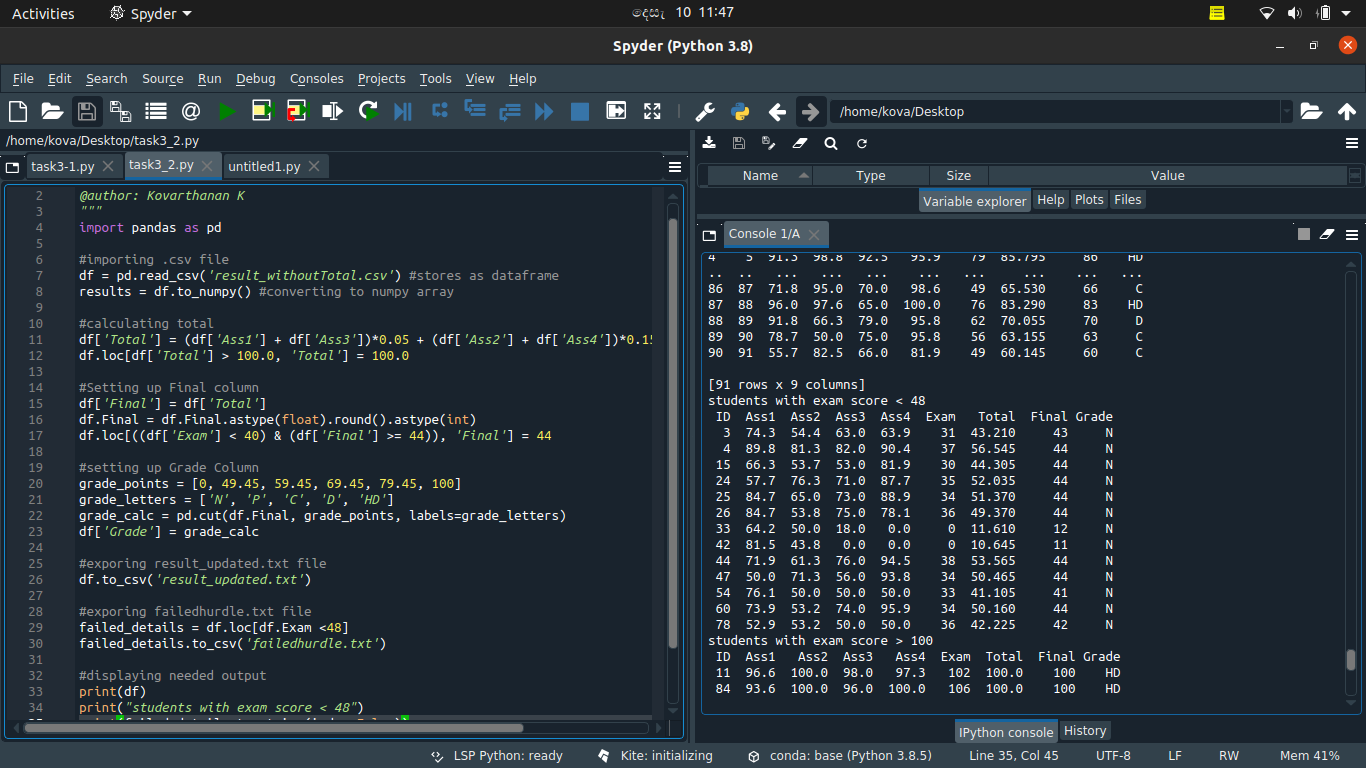 Activities Spyder දෙසැ 10 11:47
Spyder (Python 3.8)
File Edit Search Source Run Debug Consoles Projects Tools View Help
/home/kova/Desktop
/home/kova/Desktop/task3_2.py
task3-1.py task3_2.py untitled1.py
2 @author: Kovarthanan K
3 """
4 import pandas as pd
5
6 #importing .csv file
7 df = pd.read_csv('result_withoutTotal.csv') #stores as dataframe
8 results = df.to_numpy() #converting to numpy array
9
10 #calculating total
11 df['Total'] = (df['Ass1'] + df['Ass3'])*0.05 + (df['Ass2'] + df['Ass4'])*0.15
12 df.loc[df['Total'] > 100.0, 'Total'] = 100.0
13
14 #Setting up Final column
15 df['Final'] = df['Total']
16 df.Final = df.Final.astype(float).round().astype(int)
17 df.loc[((df['Exam'] < 40) & (df['Final'] >= 44)), 'Final'] = 44
18
19 #setting up Grade Column
20 grade_points = [0, 49.45, 59.45, 69.45, 79.45, 100]
21 grade_letters = ['N', 'P', 'C', 'D', 'HD']
22 grade_calc = pd.cut(df.Final, grade_points, labels=grade_letters)
23 df['Grade'] = grade_calc
24
25 #exporing result_updated.txt file
26 df.to_csv('result_updated.txt')
27
28 #exporing failedhurdle.txt file
29 failed_details = df.loc[df.Exam <48]
30 failed_details.to_csv('failedhurdle.txt')
31
32 #displaying needed output
33 print(df)
34 print("students with exam score < 48")
Name Type Size Value
Variable explorer Help Plots Files
Console 1/A
4 5 91.3 98.8 92.5 95.9 79 85.795 86 HD
.. .. ... ... ... ... ... ... ... ...
86 87 71.8 95.0 70.0 98.6 49 65.530 66 C
87 88 96.0 97.6 65.0 100.0 76 83.290 83 HD
88 89 91.8 66.3 79.0 95.8 62 70.055 70 D
89 90 78.7 50.0 75.0 95.8 56 63.155 63 C
90 91 55.7 82.5 66.0 81.9 49 60.145 60 C
[91 rows x 9 columns]
students with exam score < 48
ID Ass1 Ass2 Ass3 Ass4 Exam Total Final Grade
3 74.3 54.4 63.0 63.9 31 43.210 43 N
4 89.8 81.3 82.0 90.4 37 56.545 44 N
15 66.3 53.7 53.0 81.9 30 44.305 44 N
24 57.7 76.3 71.0 87.7 35 52.035 44 N
25 84.7 65.0 73.0 88.9 34 51.370 44 N
26 84.7 53.8 75.0 78.1 36 49.370 44 N
33 64.2 50.0 18.0 0.0 0 11.610 12 N
42 81.5 43.8 0.0 0.0 0 10.645 11 N
44 71.9 61.3 76.0 94.5 38 53.565 44 N
47 50.0 71.3 56.0 93.8 34 50.465 44 N
54 76.1 50.0 50.0 50.0 33 41.105 41 N
60 73.9 53.2 74.0 95.9 34 50.160 44 N
78 52.9 53.2 50.0 50.0 36 42.225 42 N
students with exam score > 100
ID Ass1 Ass2 Ass3 Ass4 Exam Total Final Grade
11 96.6 100.0 98.0 97.3 102 100.0 100 HD
84 93.6 100.0 96.0 100.0 106 100.0 100 HD
IPython console History
LSP Python: ready Kite: initializing conda: base (Python 3.8.5) Line 35, Col 45 UTF-8 LF RW Mem 41%